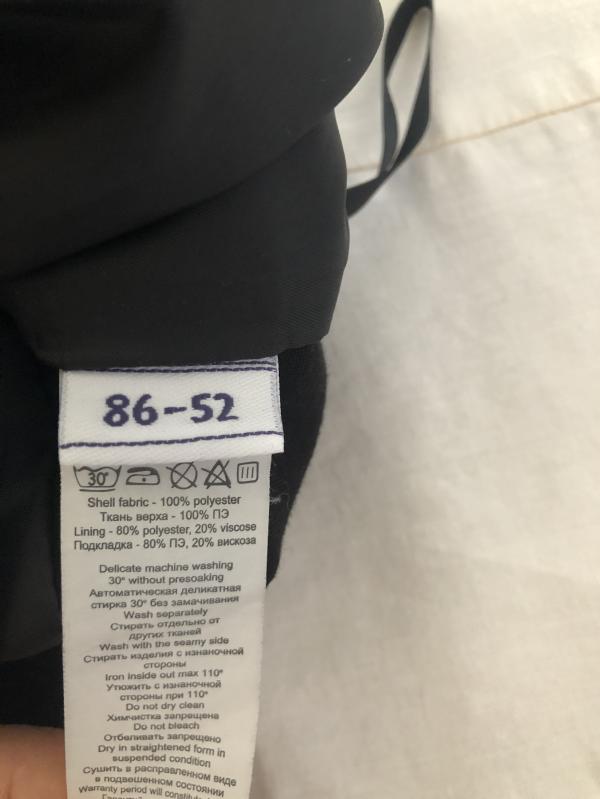 86-52
30°
Shell fabric - 100% polyester
Ткань верха - 100% ПЭ
Lining - 80% polyester, 20% viscose
Подкладка - 80% ПЭ, 20% вискоза
Delicate machine washing
30° without presoaking
Автоматическая деликатная
стирка 30° без замачивания
Wash separately
Стирать отдельно от
других тканей
Wash with the seamy side
Стирать изделия с изнаночной
стороны
Iron inside out max 110°
Утюжить с изнаночной
стороны при 110°
Do not dry clean
Химчистка запрещена
Do not bleach
Отбеливать запрещено
Dry in straightened form in
suspended condition
Сушить в расправленном виде
в подвешенном состоянии
Warranty period will